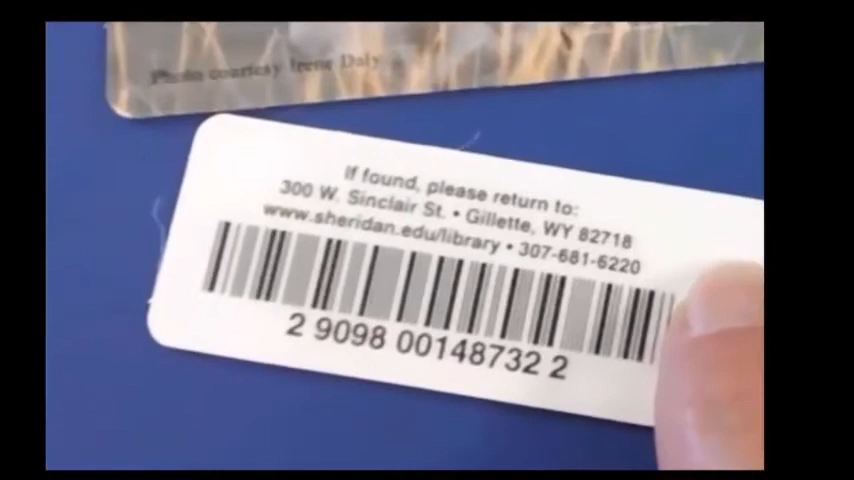 Photo courtesy Irene Daly
If found, please return to:
300 W. Sinclair St. • Gillette, WY 82718
www.sheridan.edu/library • 307-681-6220
2 9098 00148732 2